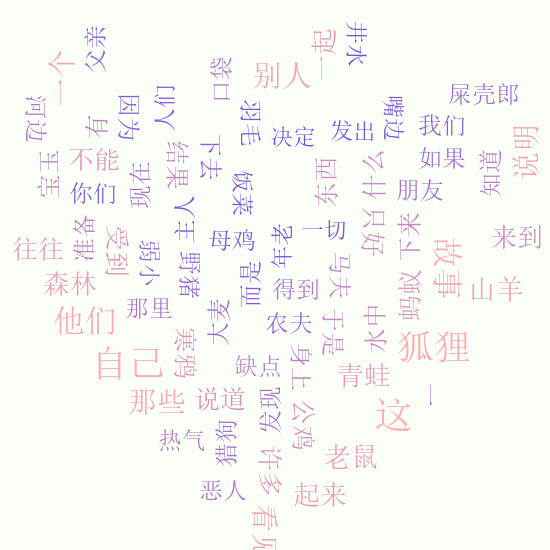 父亲
一个
一起
井水
口袋
别人
屎壳郎
河边
有
因为
人们
羽毛
决定
发出
嘴边
我们
说明
宝玉
不能
你们
现在
结果
下去
饭菜
东西
什么
如果
知道
朋友
主人
准备
受到
弱小
往往
森林
野猪
母鸡
老年
一切
只好
下来
故事
来到
而是
得到
马夫
蚂蚁
山羊
那里
他们
大麦
农夫
于是
水中
狐狸
自己
寒鸦
缺点
身上
青蛙
那些
说道
发现
公鸡
这
一
热气
猎狗
许多
老鼠
恶人
起来
看见